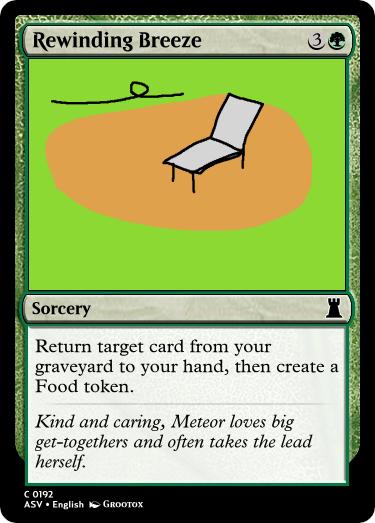 Rewinding Breeze 3
Sorcery
Return target card from your
graveyard to your hand, then create a
Food token.
Kind and caring, Meteor loves big
get-togethers and often takes the lead
herself.
C 0192
ASV • English Grootox